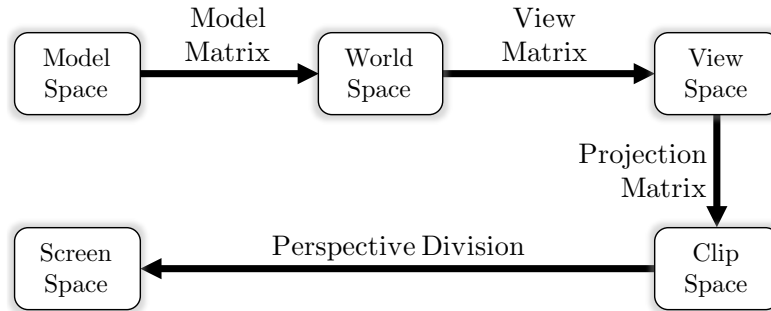 Model
Space
Model
Matrix
World
Space
View
Matrix
View
Space
Projection
Matrix
Clip
Space
Perspective Division
Screen
Space